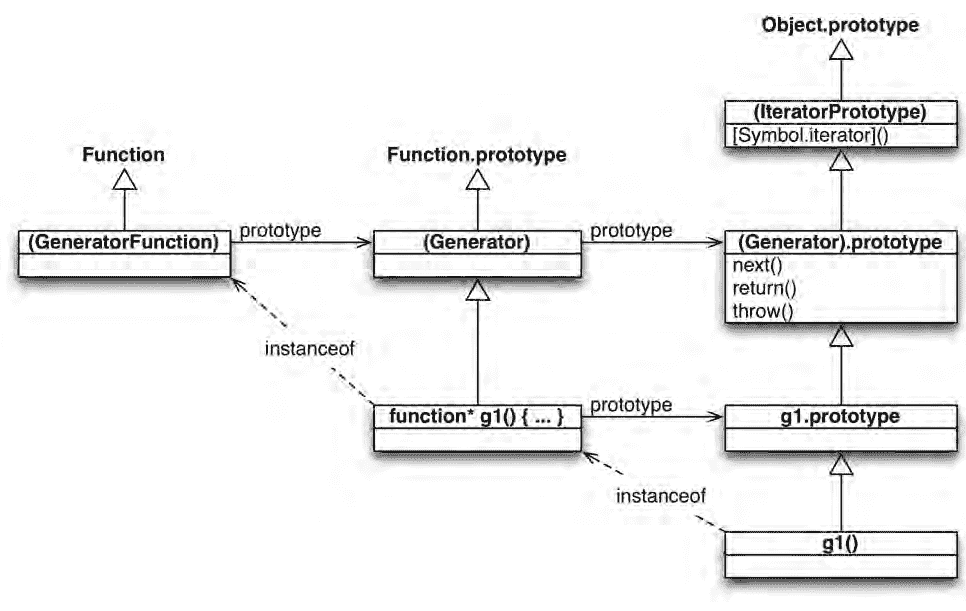 Object.prototype
(IteratorPrototype)
[Symbol.iterator]()
Function
Function.prototype
(GeneratorFunction)
prototype
(Generator)
prototype
(Generator).prototype
next()
return()
throw()
instanceof
function* g1() { ... }
prototype
g1.prototype
instanceof
g1()